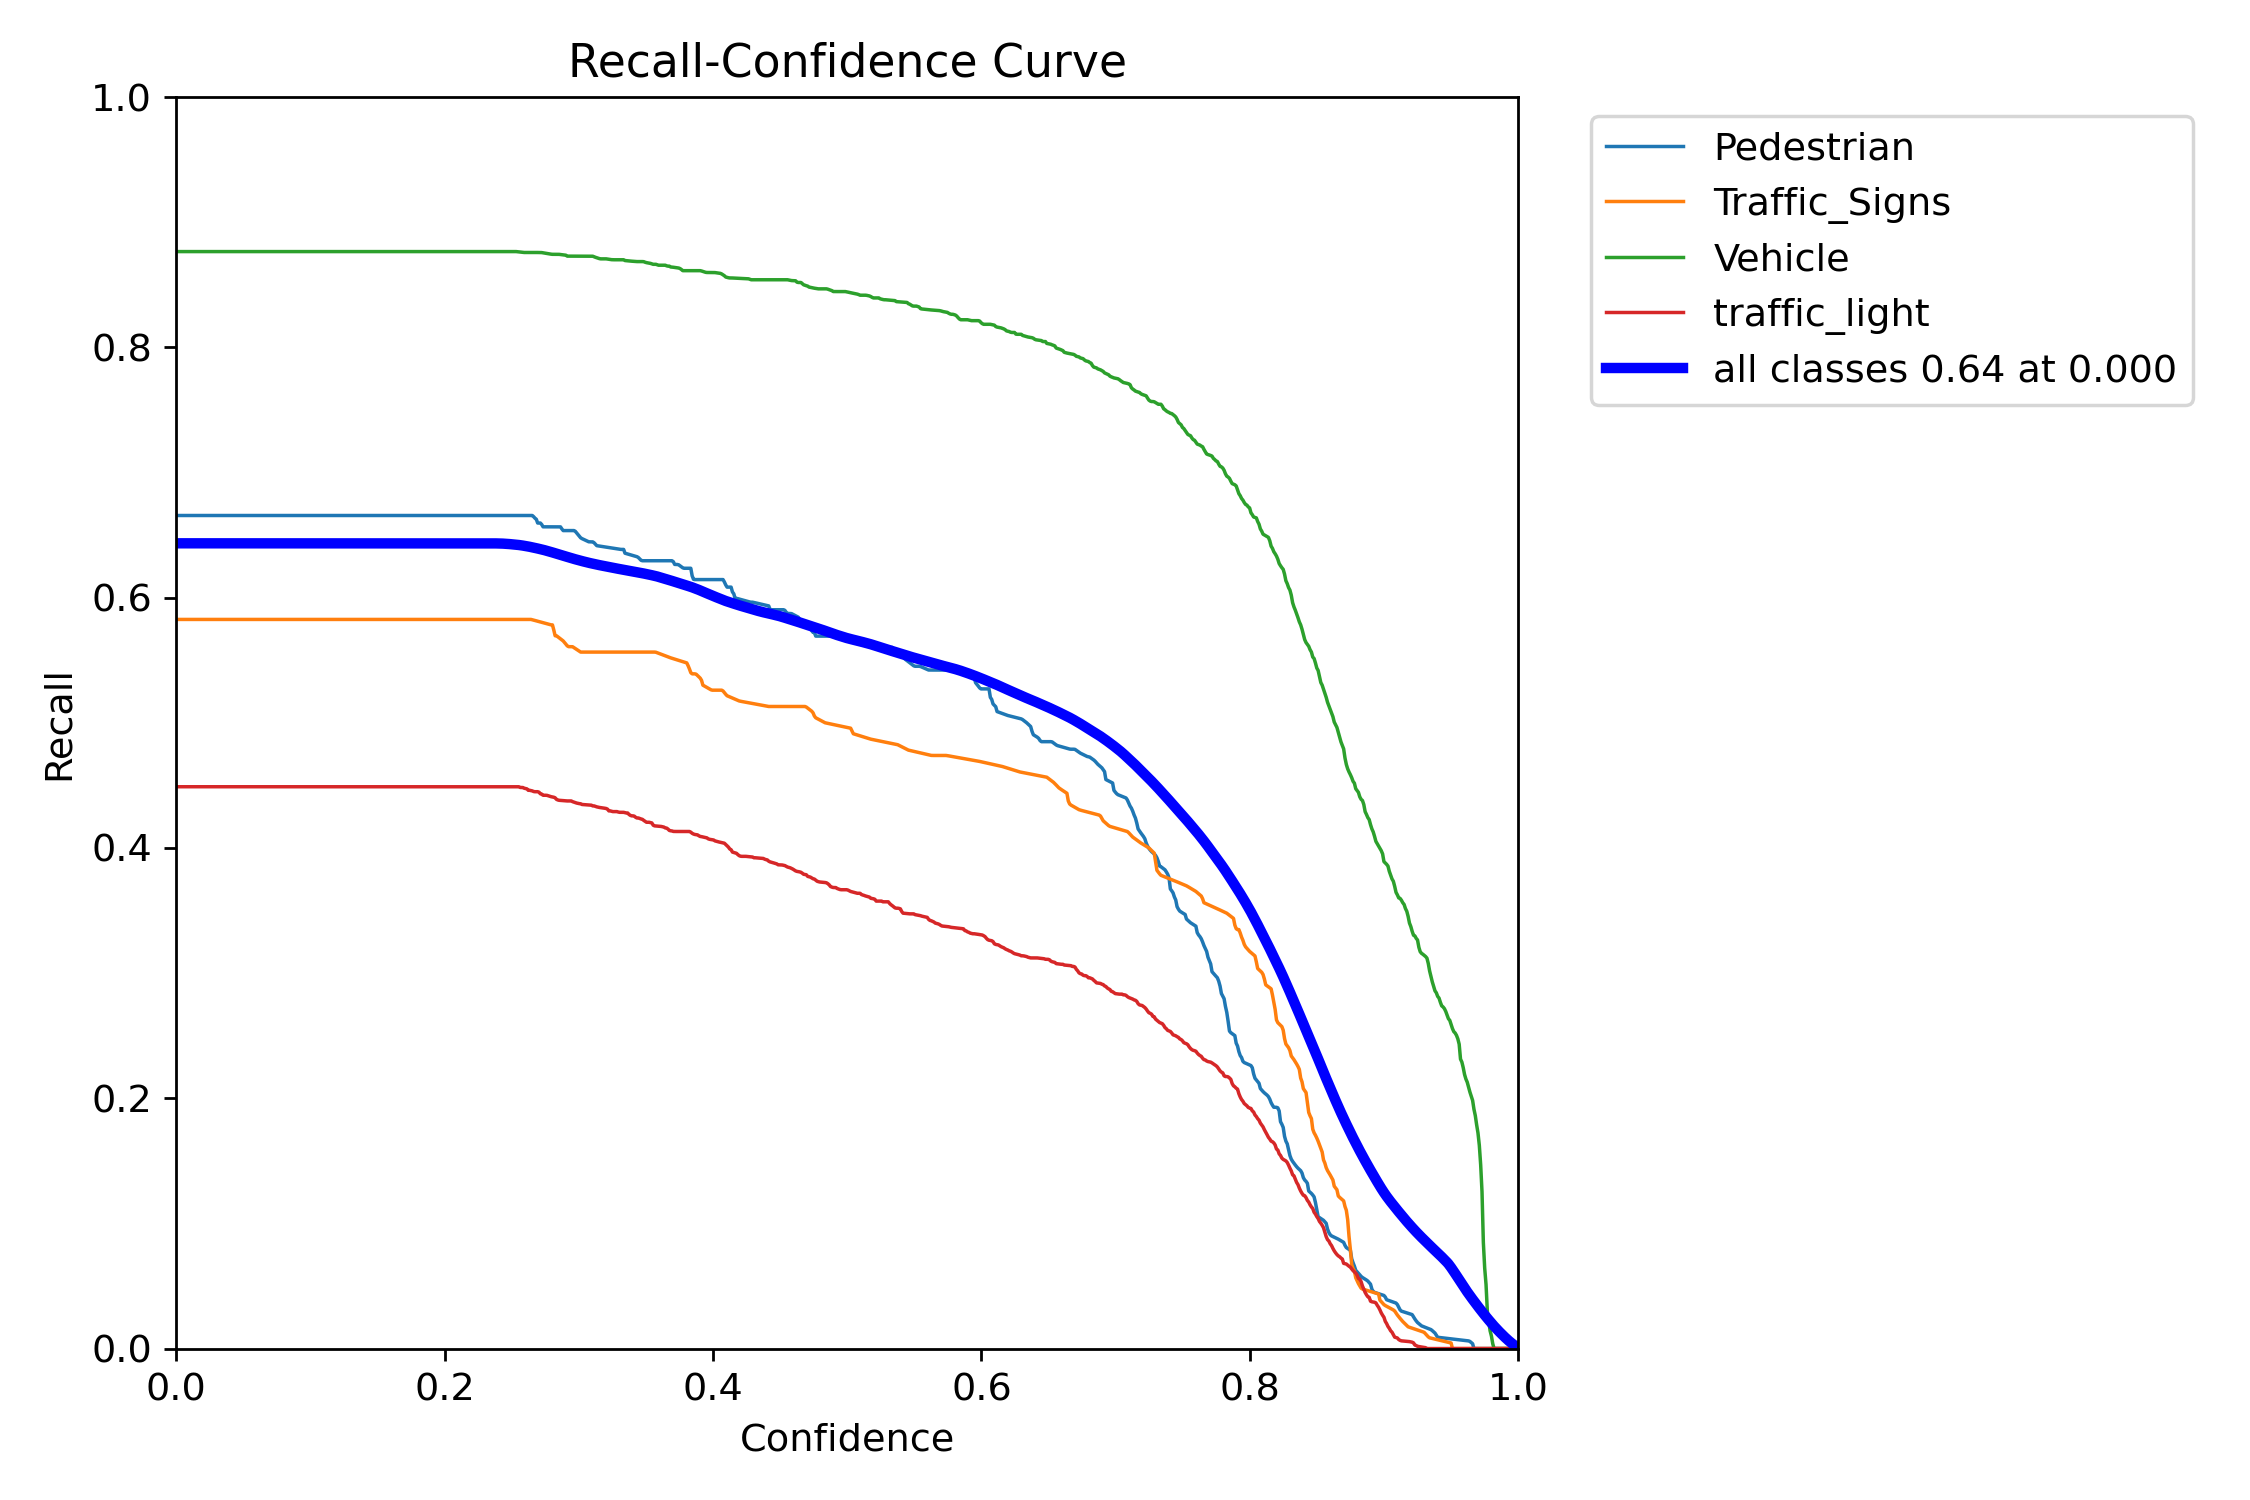 Recall-Confidence Curve
1.0
0.8
0.6
0.4
0.2
0.0
Recall
0.0 0.2 0.4 0.6 0.8 1.0
Confidence
Pedestrian
Traffic_Signs
Vehicle
traffic_light
all classes 0.64 at 0.000